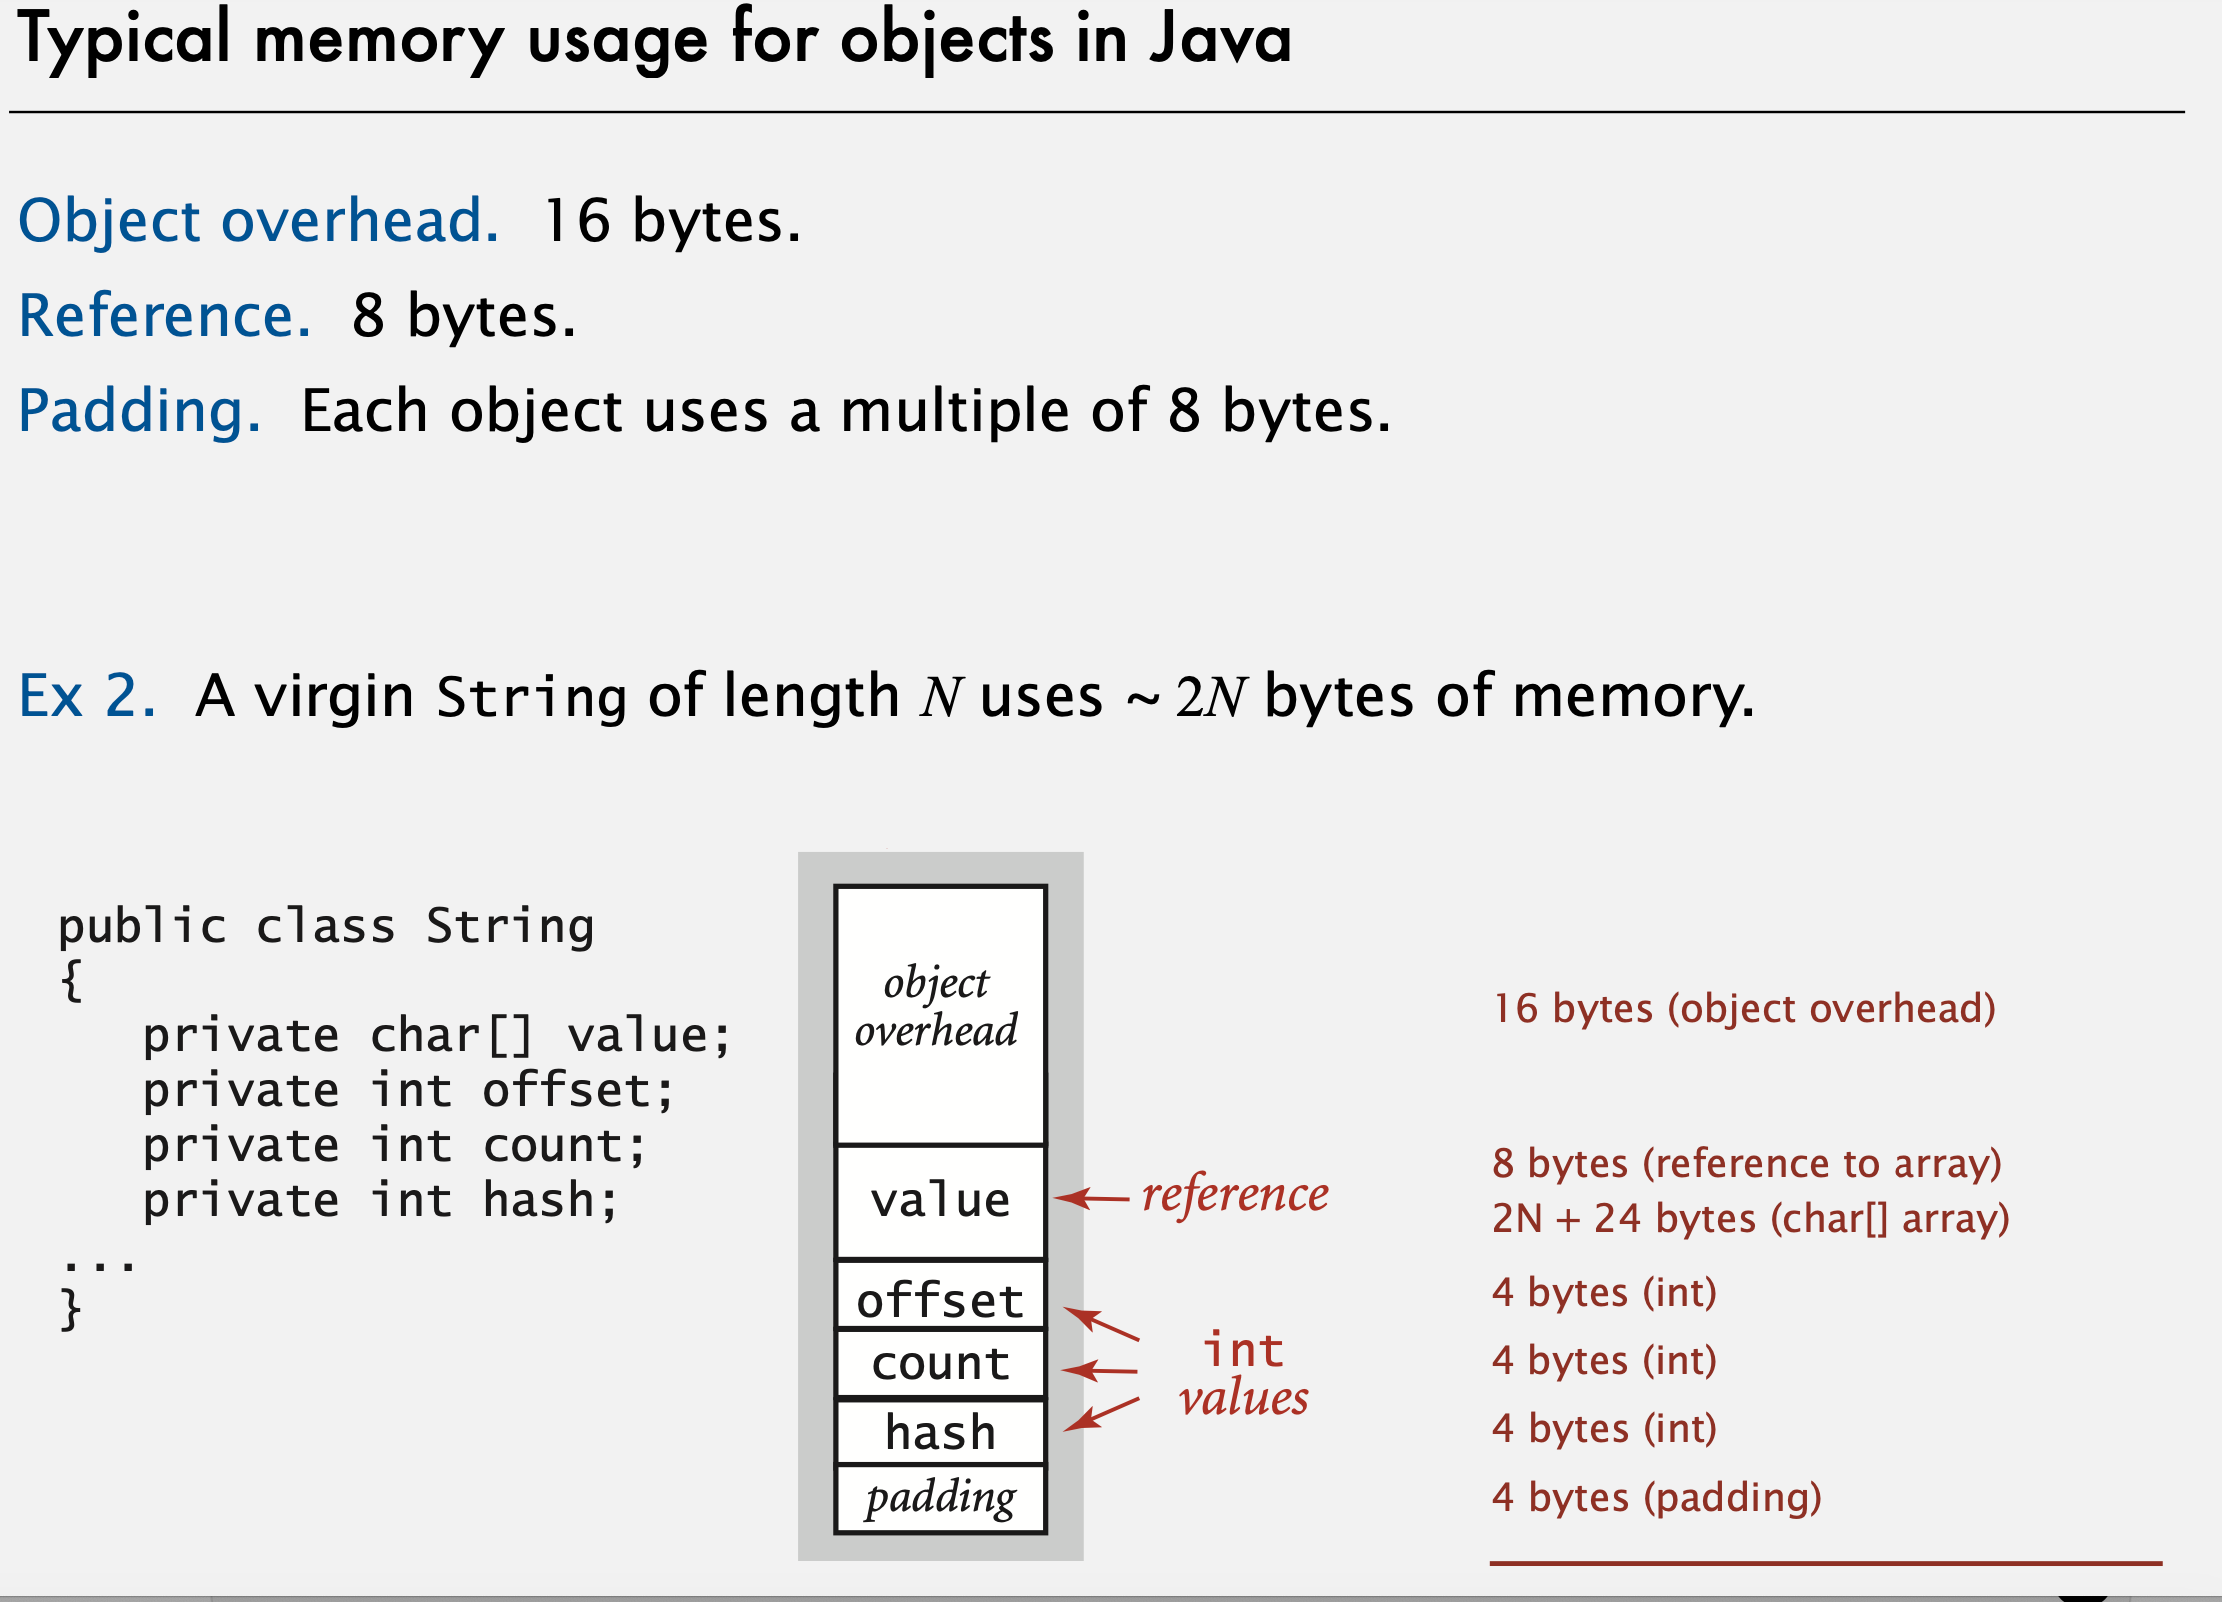 Typical memory usage for objects in Java
Object overhead. 16 bytes.
Reference. 8 bytes.
Padding. Each object uses a multiple of 8 bytes.
Ex 2. A virgin String of length N uses ~ 2N bytes of memory.
public class String
{
private char[] value;
private int offset;
private int count;
private int hash;
...
}
object
overhead
value
offset
count
hash
padding
reference
int
values
16 bytes (object overhead)
8 bytes (reference to array)
2N + 24 bytes (char[] array)
4 bytes (int)
4 bytes (int)
4 bytes (int)
4 bytes (padding)